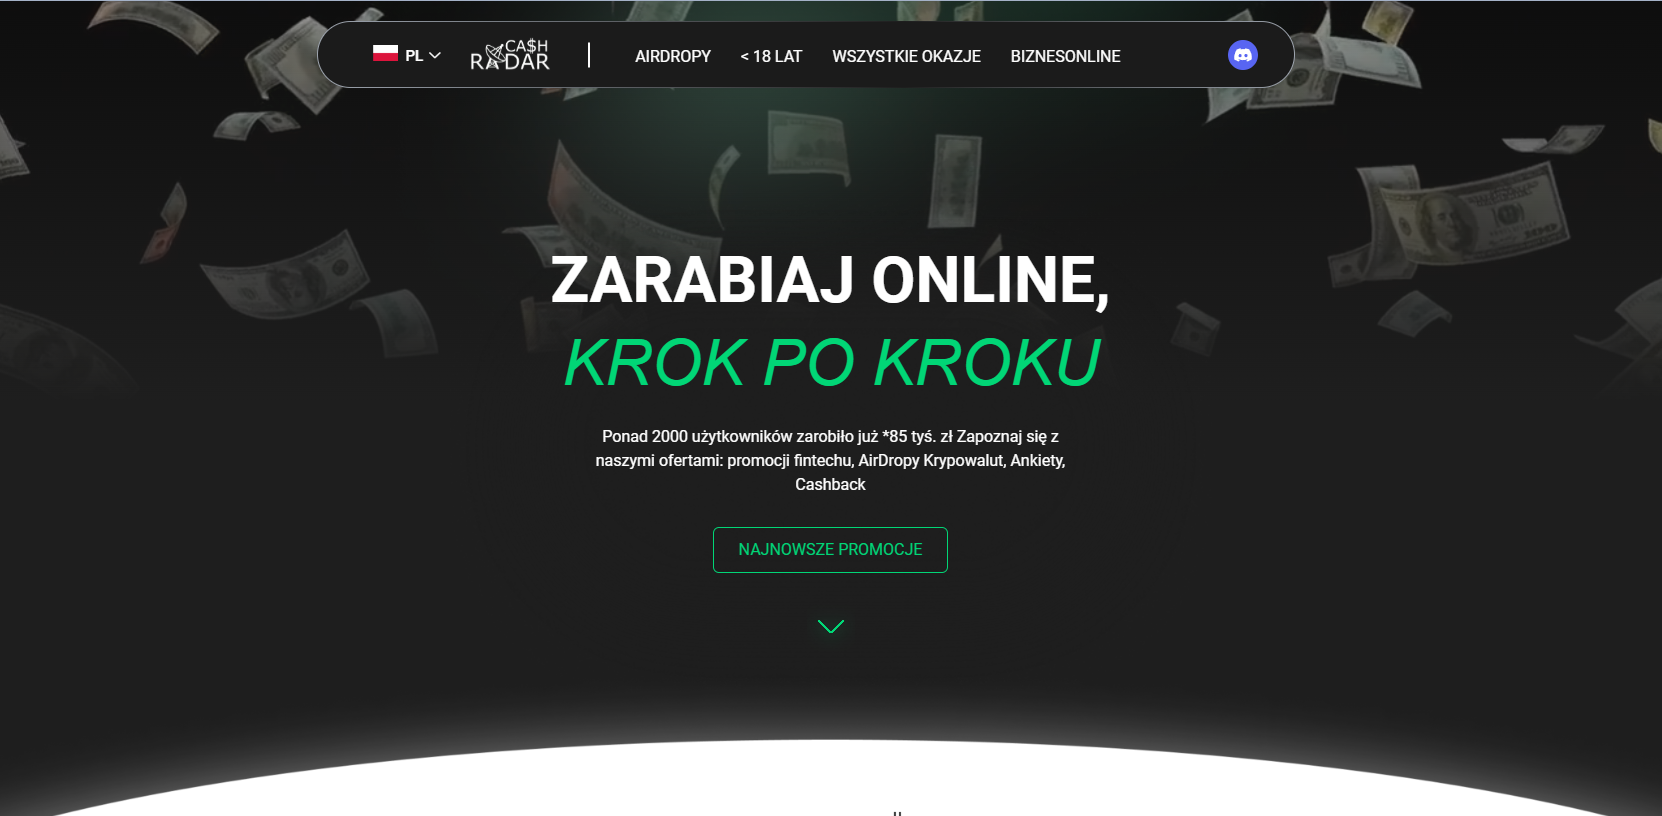 PL
CA$H
RADAR
AIRDROPY
< 18 LAT
WSZYSTKIE OKAZJE
BIZNESONLINE
ZARABIAJ ONLINE,
KROK PO KROKU
Ponad 2000 użytkowników zarobiło już *85 tyś. zł Zapoznaj się z
naszymi ofertami: promocji fintechu, AirDropy Krypowalut, Ankiety,
Cashback
NAJNOWSZE PROMOCJE